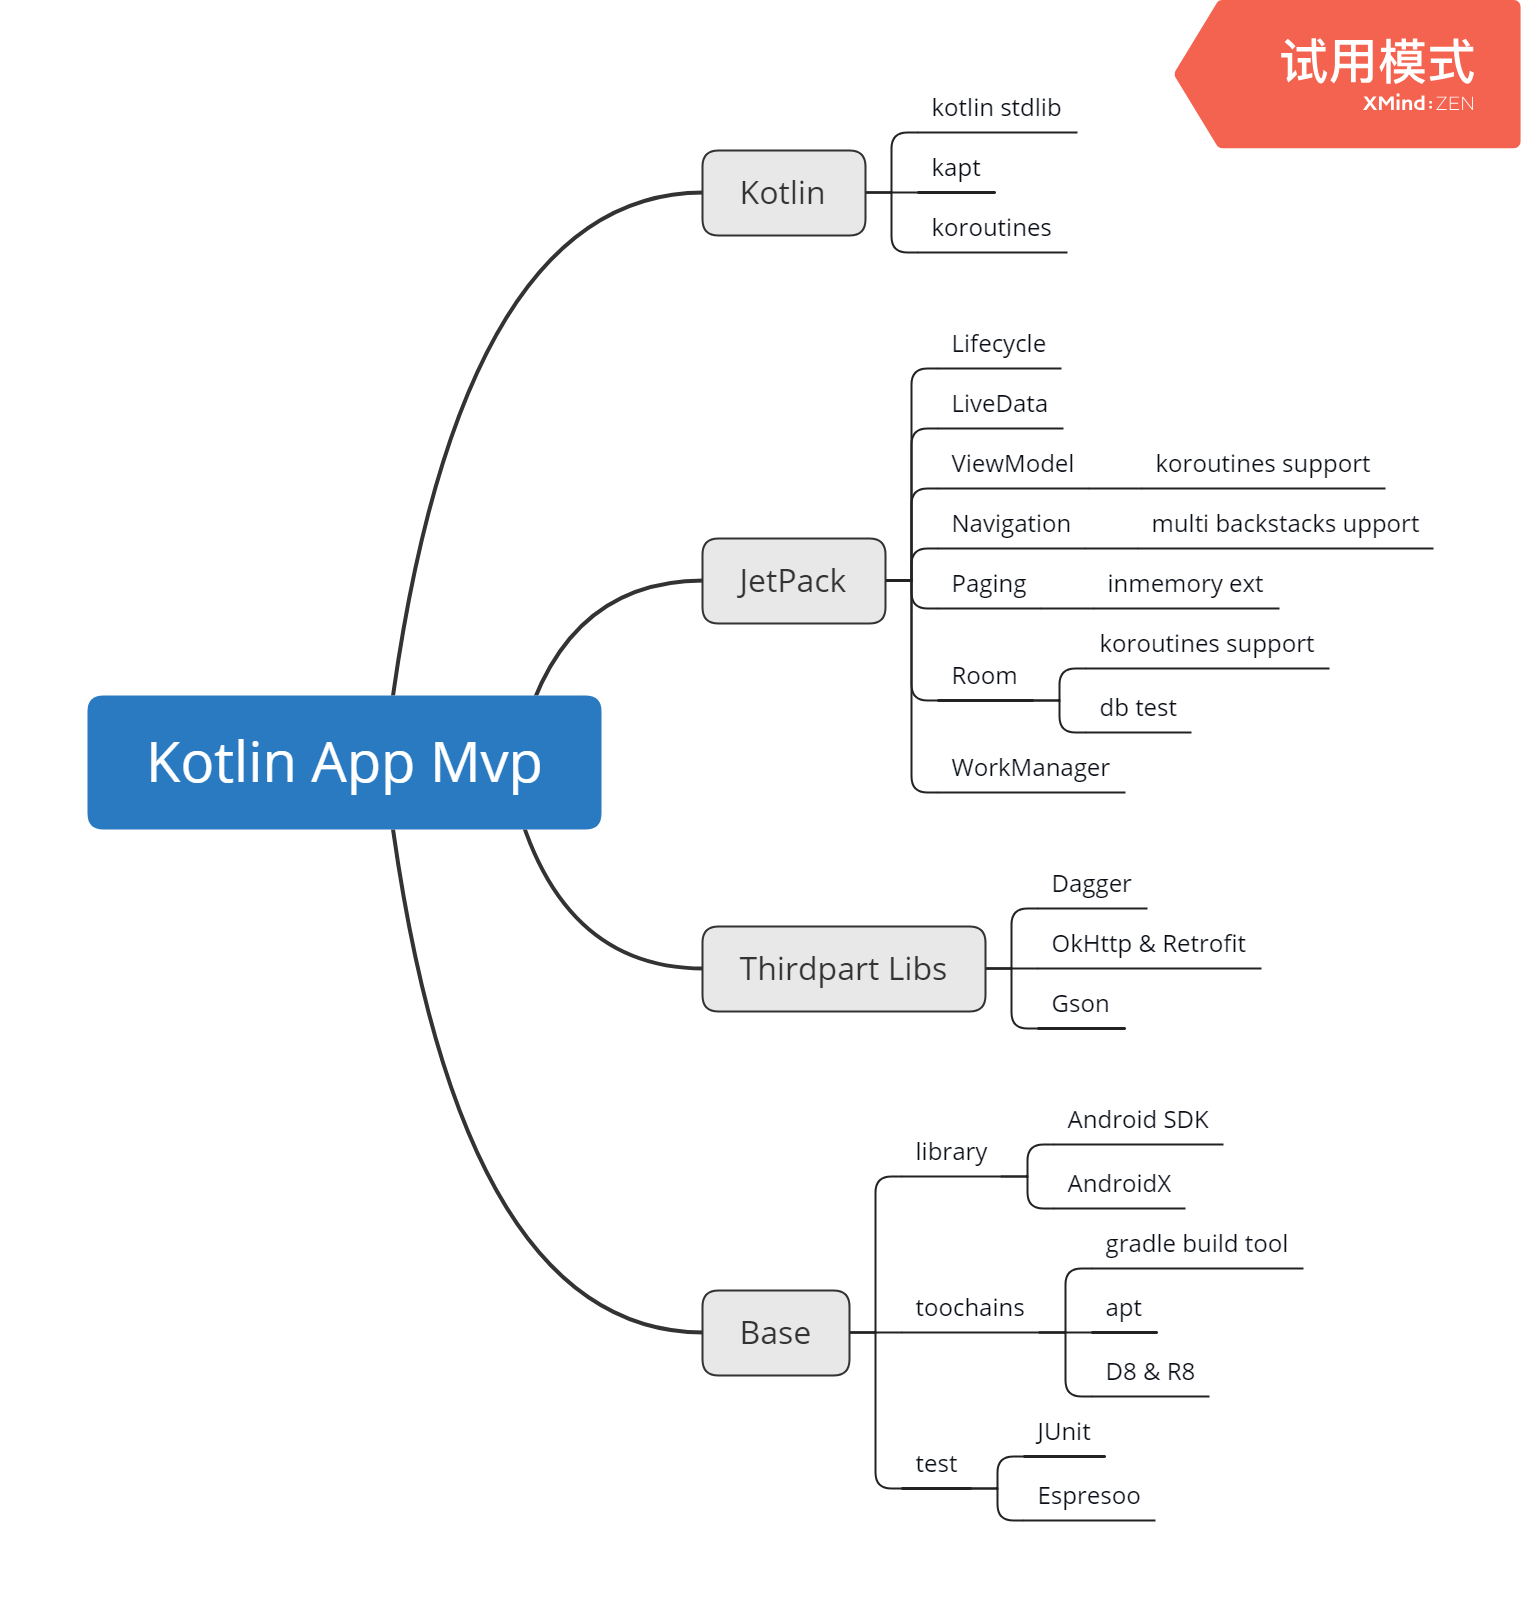 试用模式
XMind:ZEN
Kotlin App Mvp
Kotlin
kotlin stdlib
kapt
koroutines
JetPack
Lifecycle
LiveData
ViewModel
koroutines support
Navigation
multi backstacks upport
Paging
inmemory ext
Room
koroutines support
db test
WorkManager
Thirdpart Libs
Dagger
OkHttp & Retrofit
Gson
Base
library
Android SDK
AndroidX
toochains
gradle build tool
apt
D8 & R8
test
JUnit
Espresoo